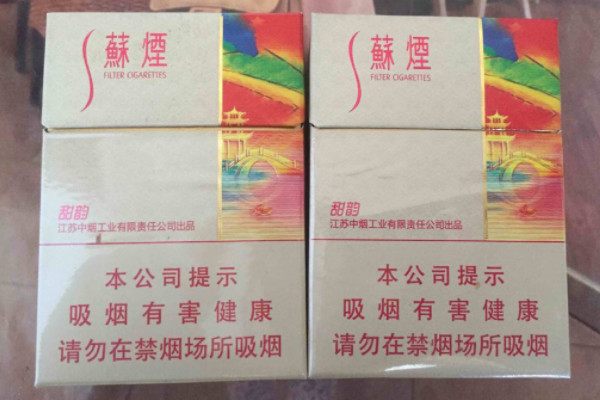 蘇煙
FILTER CIGARETTES
甜韵
江苏中烟工业有限责任公司出品
本公司提示
吸烟有害健康
请勿在禁烟场所吸烟
蘇煙
FILTER CIGARETTES
甜韵
江苏中烟工业有限责任公司出品
本公司提示
吸烟有害健康
请勿在禁烟场所吸烟